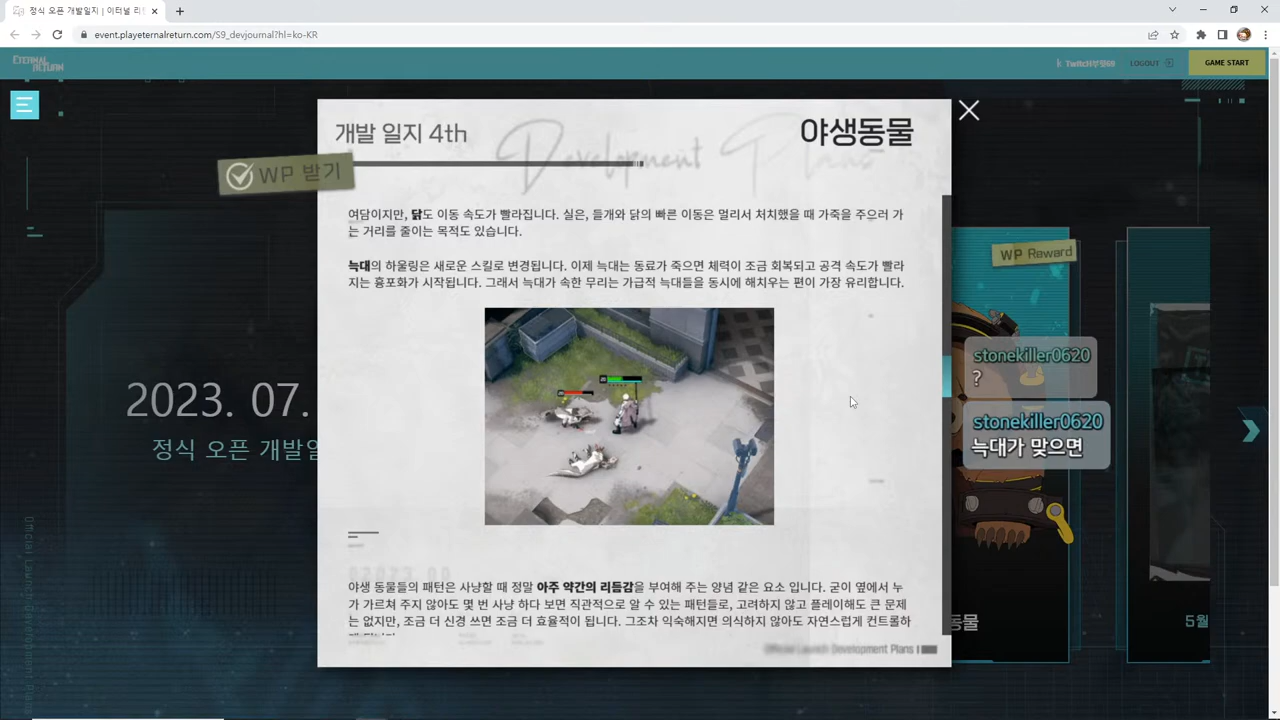 정식 오픈 개발일지 | 이터널 리턴
event.playeternalreturn.com/S9_devjournal?hl=ko-KR
ETERNAL RETURN
LOGOUT
GAME START
개발 일지 4th
야생동물
Development Plans
WP 받기
여담이지만, 닭도 이동 속도가 빨라집니다. 실은, 들개와 닭의 빠른 이동은 멀리서 처치했을 때 가죽을 주으러 가
는 거리를 줄이는 목적도 있습니다.
늑대의 하울링은 새로운 스킬로 변경됩니다. 이제 늑대는 동료가 죽으면 체력이 조금 회복되고 공격 속도가 빨라
지는 흉포화가 시작됩니다. 그래서 늑대가 속한 무리는 가급적 늑대들을 동시에 해치우는 편이 가장 유리합니다.
WP Reward
stonekiller0620
?
stonekiller0620
늑대가 맞으면
2023. 07.
정식 오픈 개발일
야생 동물들의 패턴은 사냥할 때 정말 아주 약간의 리듬감을 부여해 주는 양념 같은 요소 입니다. 굳이 옆에서 누
가 가르쳐 주지 않아도 몇 번 사냥 하다 보면 직관적으로 알 수 있는 패턴들로, 고려하지 않고 플레이해도 큰 문제
는 없지만, 조금 더 신경 쓰면 조금 더 효율적이 됩니다. 그조차 익숙해지면 의식하지 않아도 자연스럽게 컨트롤하
동물
5월
Official Launch Development Plans